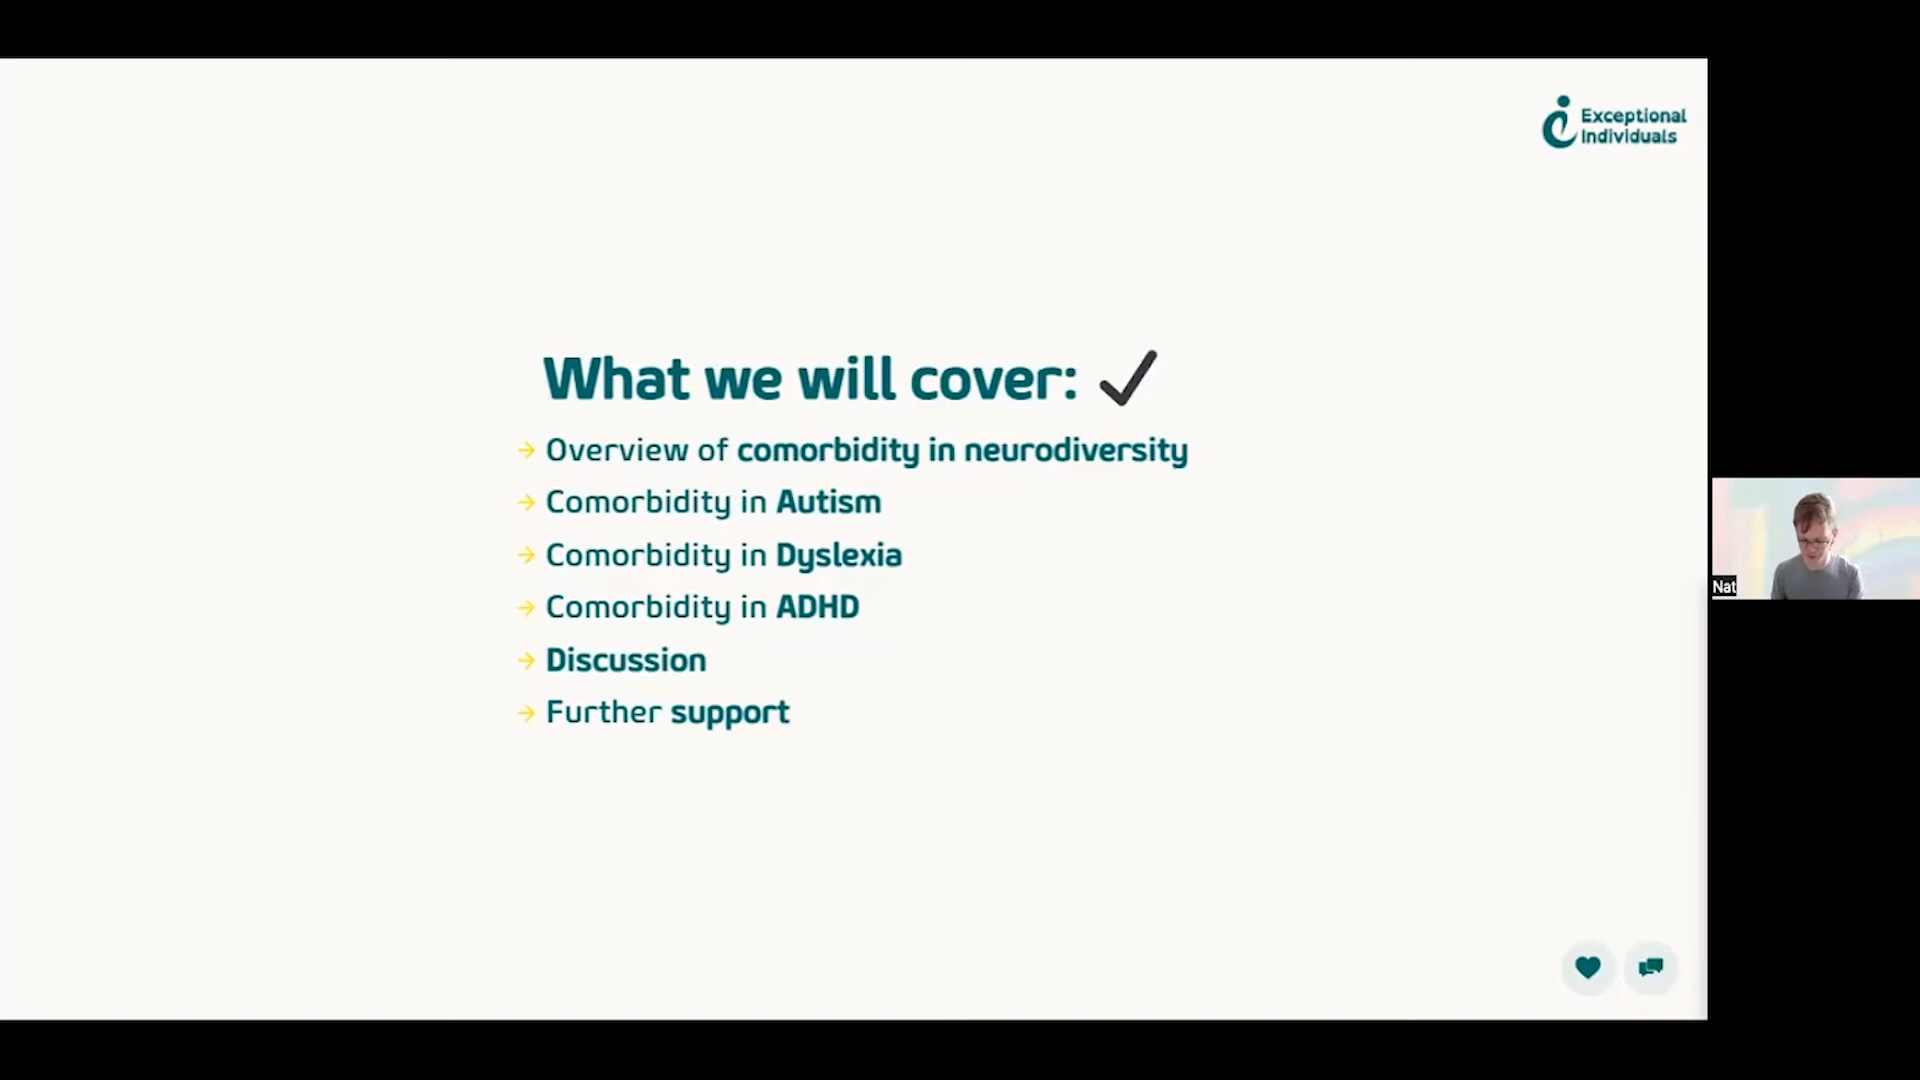 Exceptional
Individuals
What we will cover:
Overview of comorbidity in neurodiversity
Comorbidity in Autism
Comorbidity in Dyslexia
Comorbidity in ADHD
Discussion
Further support
Nat